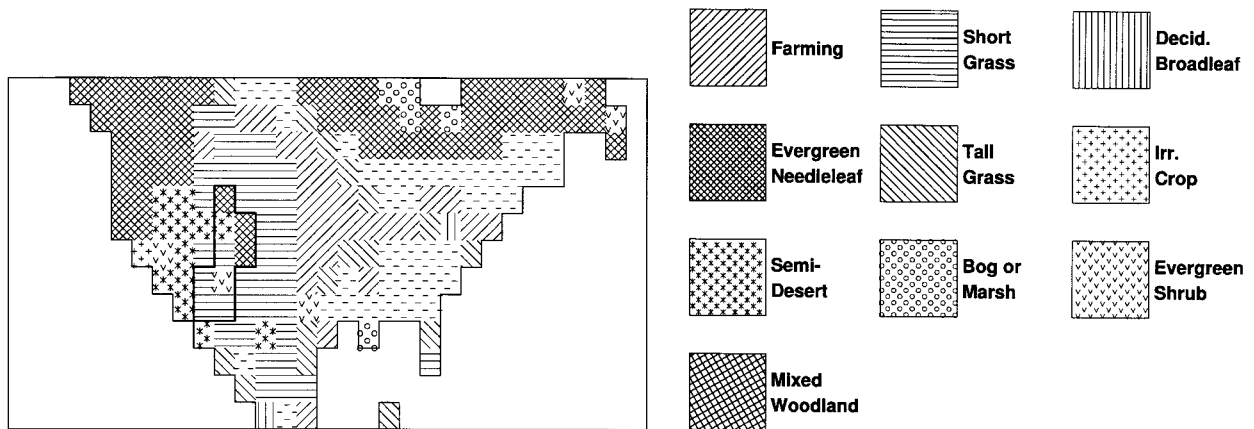 Farming
Short
Grass
Decid.
Broadleaf
Evergreen
Needleleaf
Tall
Grass
Irr.
Crop
Semi-
Desert
Bog or
Marsh
Evergreen
Shrub
Mixed
Woodland